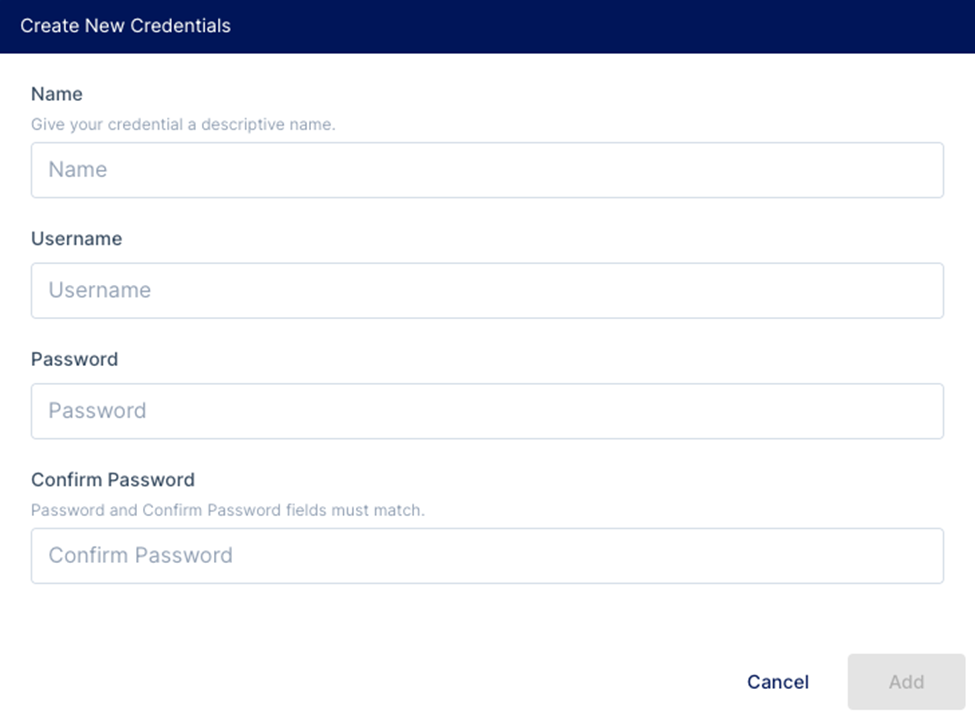 Create New Credentials
Name
Give your credential a descriptive name.
Name
Username
Username
Password
Password
Confirm Password
Password and Confirm Password fields must match.
Confirm Password
Cancel
Add